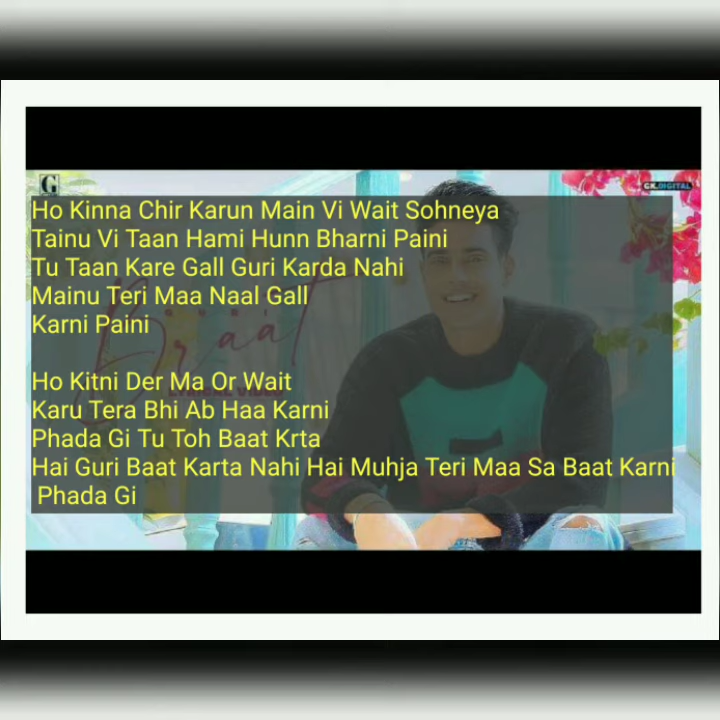 G
GK.DIGITAL
Ho Kinna Chir Karun Main Vi Wait Sohneya
Tainu Vi Taan Hami Hunn Bharni Paini
Tu Taan Kare Gall Guri Karda Nahi
Mainu Teri Maa Naal Gall
Karni Paini
Braat
Ho Kitni Der Ma Or Wait
Karu Tera Bhi Ab Haa Karni
Phada Gi Tu Toh Baat Krta
Hai Guri Baat Karta Nahi Hai Muhja Teri Maa Sa Baat Karni
Phada Gi